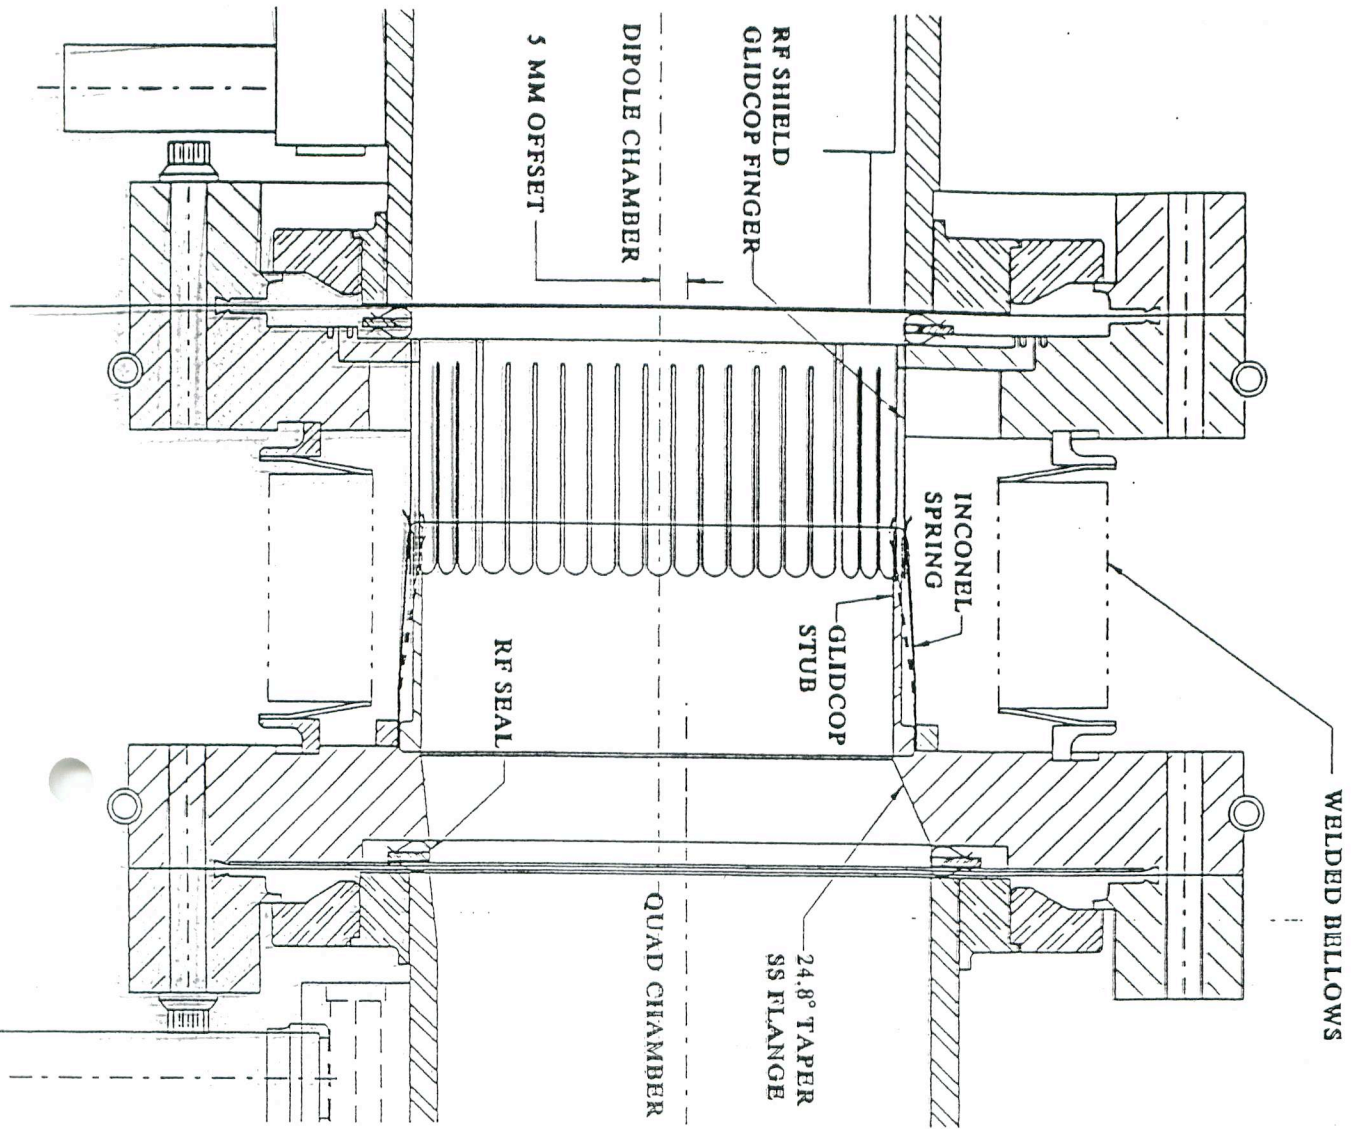 RF SHIELD
GLIDCOP FINGER
DIPOLE CHAMBER
5 MM OFFSET
INCONEL
SPRING
GLIDCOP
STUB
RF SEAL
WELDED BELLOWS
24.8° TAPER
SS FLANGE
QUAD CHAMBER